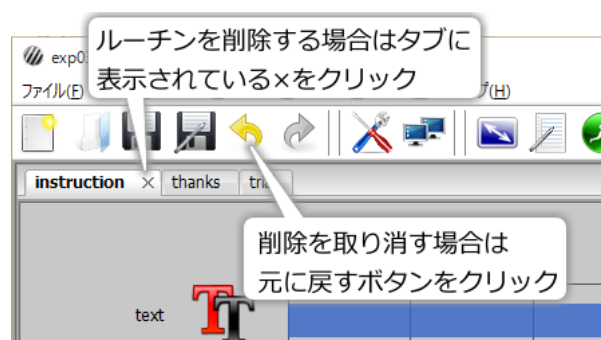 ルーチンを削除する場合はタブに
表示されている×をクリック
exp0
ファイル(F)
(H)
instruction × thanks
削除を取り消す場合は
元に戻すボタンをクリック
text